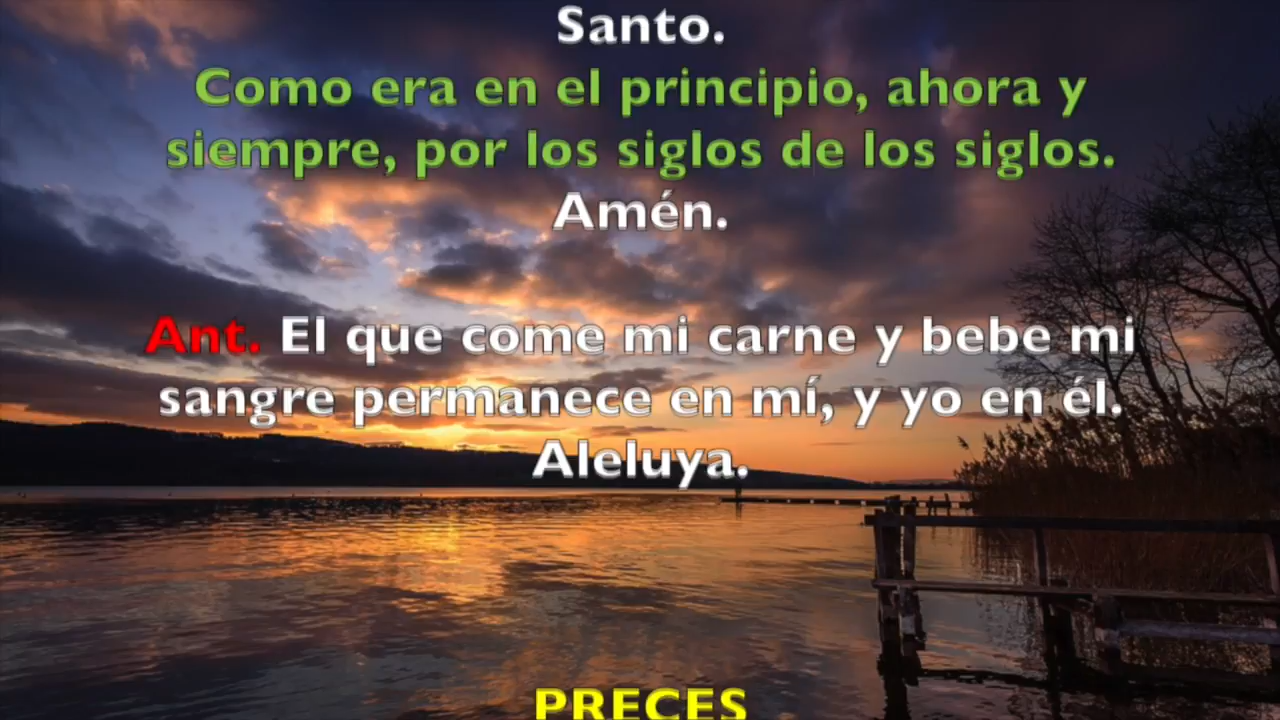 Santo.
Como era en el principio, ahora y
siempre, por los siglos de los siglos.
Amén.
Ant. El que come mi carne y bebe mi
sangre permanece en mí, y yo en él.
Aleluya.
PRECES